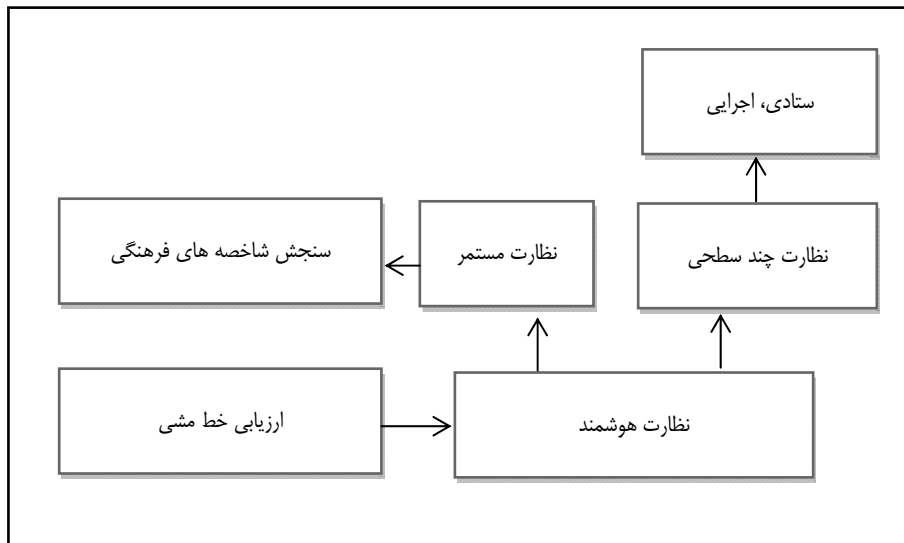 ستادی، اجرایی
نظارت چند سطحی
نظارت مستمر
سنجش شاخصه های فرهنگی
نظارت هوشمند
ارزیابی خط مشی